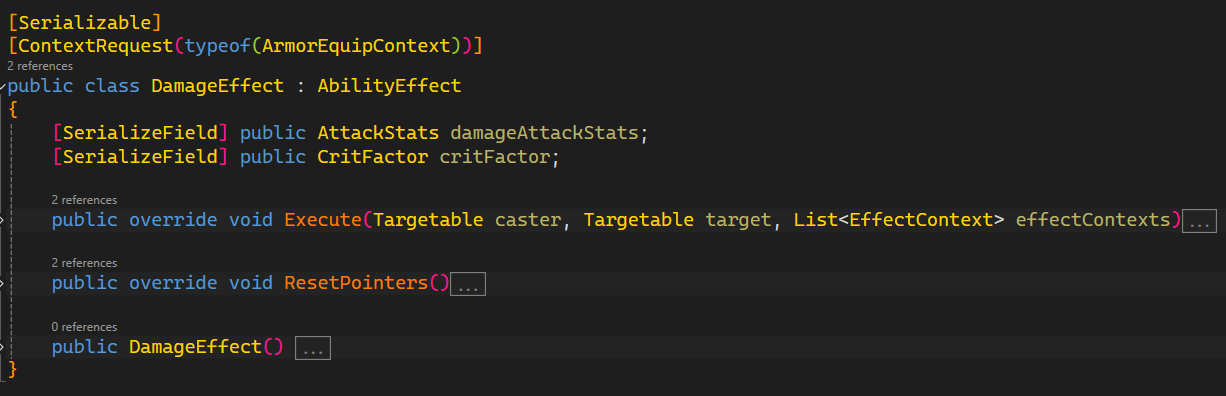 [Serializable]
[ContextRequest(typeof(ArmorEquipContext))]
2 references
public class DamageEffect : AbilityEffect
{
[SerializeField] public AttackStats damageAttackStats;
[SerializeField] public CritFactor critFactor;
2 references
public override void Execute(Targetable caster, Targetable target, List<EffectContext> effectContexts)...
2 references
public override void ResetPointers()...
0 references
public DamageEffect() ...
}